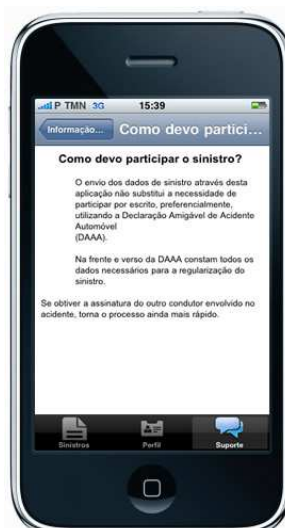 P TMN 3G 15:39
Informação... Como devo partici...
Como devo participar o sinistro?
O envio dos dados de sinistro através desta
aplicação não substitui a necessidade de
participar por escrito, preferencialmente,
utilizando a Declaração Amigável de Acidente
Automóvel
(DAAA).
Na frente e verso da DAAA constam todos os
dados necessários para a regularização do
sinistro.
Se obtiver a assinatura do outro condutor envolvido no
acidente, torna o processo ainda mais rápido.
Sinistros Perfil Suporte